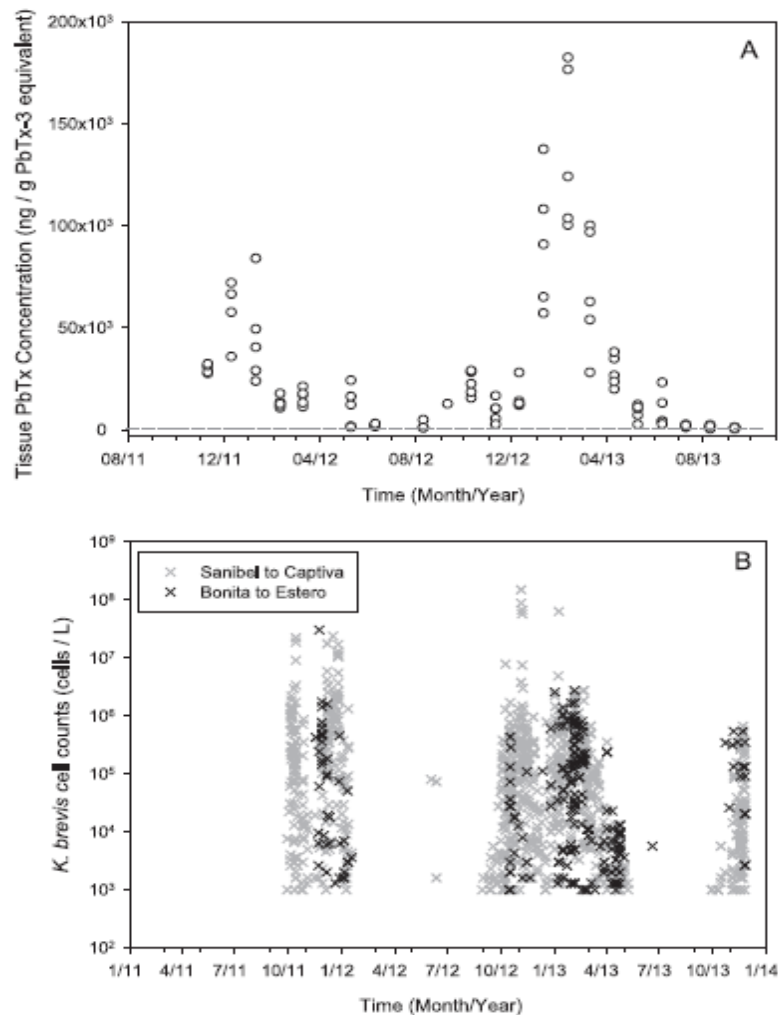 A
Tissue PbTx Concentration (ng / g PbTx-3 equivalent)
200x10³
150x10³
100x10³
50x10³
0
08/11 12/11 04/12 08/12 12/12 04/13 08/13
Time (Month/Year)
B
Sanibel to Captiva
Bonita to Estero
K. brevis cell counts (cells / L)
10⁹
10⁸
10⁷
10⁶
10⁵
10⁴
10³
10²
1/11 4/11 7/11 10/11 1/12 4/12 7/12 10/12 1/13 4/13 7/13 10/13 1/14
Time (Month/Year)